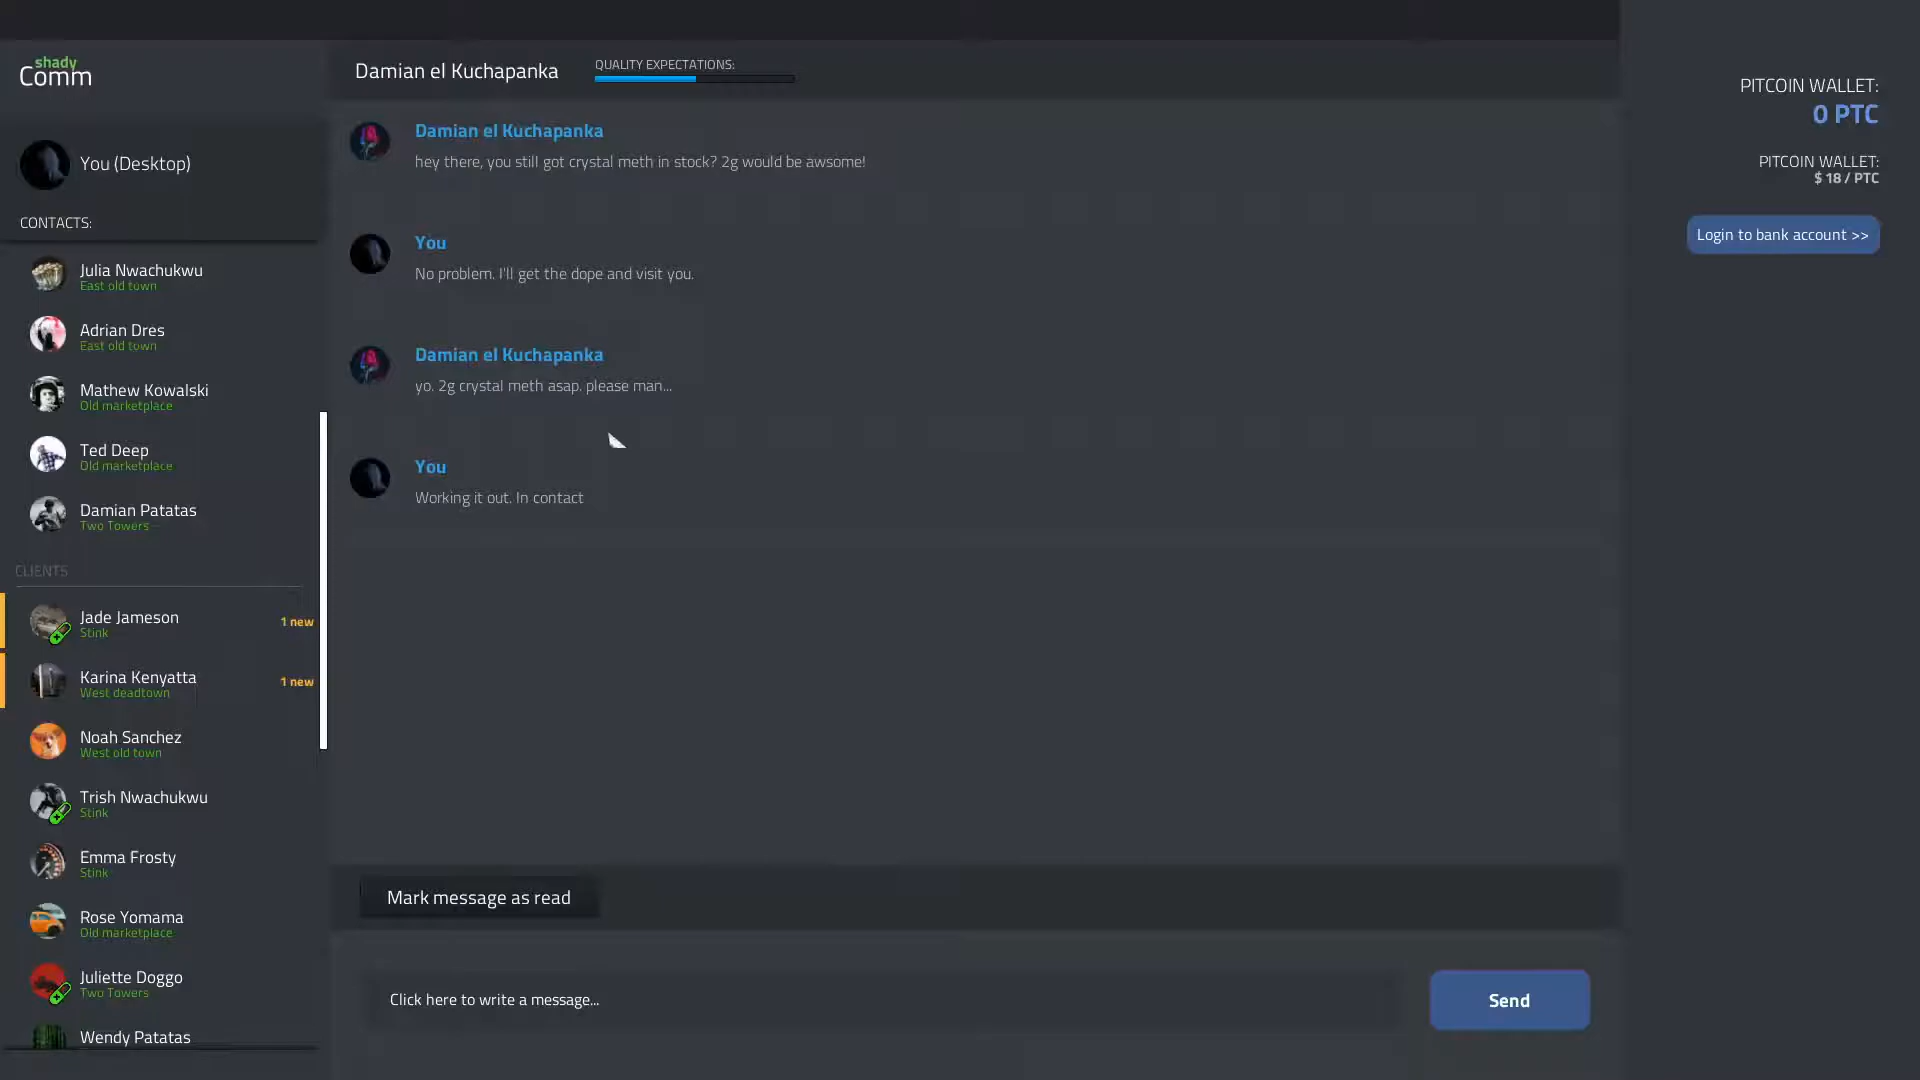 shady
Comm
You (Desktop)
CONTACTS:
Julia Nwachukwu
East old town
Adrian Dres
East old town
Mathew Kowalski
Old marketplace
Ted Deep
Old marketplace
Damian Patatas
Two Towers
CLIENTS
Jade Jameson
Stink
1 new
Karina Kenyatta
West deadtown
1 new
Noah Sanchez
West old town
Trish Nwachukwu
Stink
Emma Frosty
Stink
Rose Yomama
Old marketplace
Juliette Doggo
Two Towers
Wendy Patatas
Damian el Kuchapanka
QUALITY EXPECTATIONS:
Damian el Kuchapanka
hey there, you still got crystal meth in stock? 2g would be awsome!
You
No problem. I'll get the dope and visit you.
Damian el Kuchapanka
yo. 2g crystal meth asap. please man...
You
Working it out. In contact
Mark message as read
Click here to write a message...
Send
PITCOIN WALLET:
0 PTC
PITCOIN WALLET:
$ 18 / PTC
Login to bank account >>